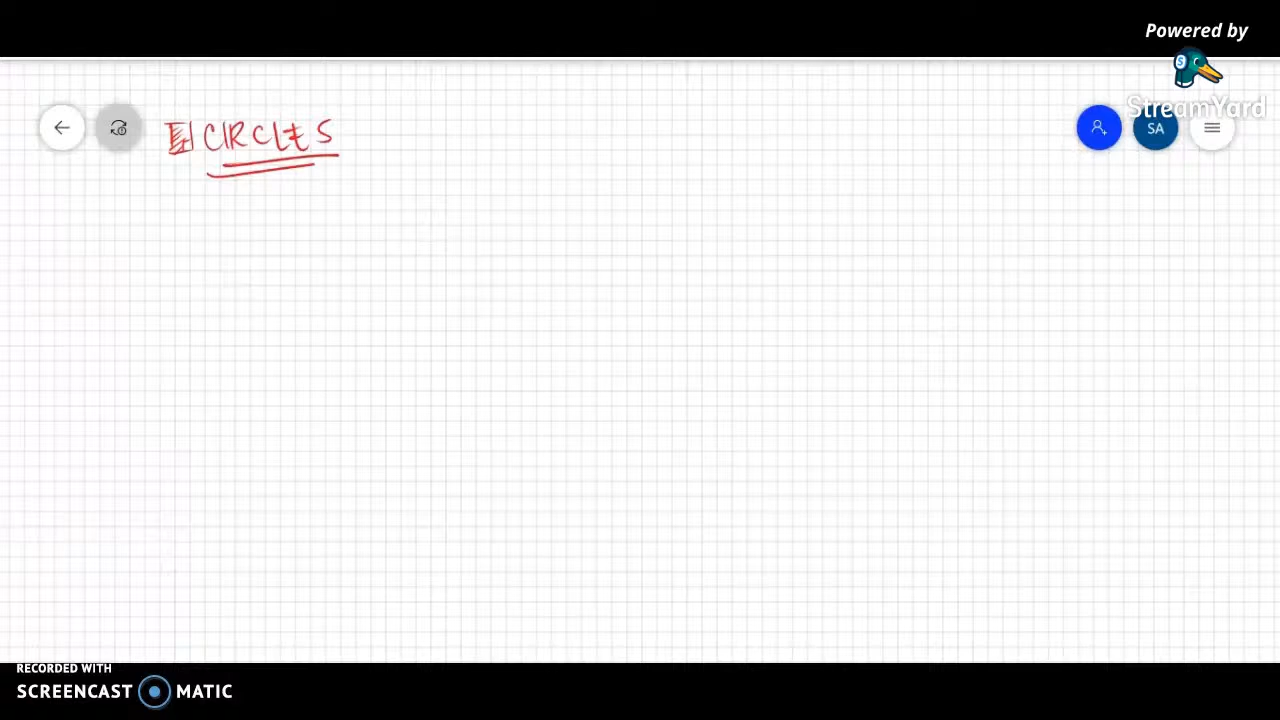 Powered by
StreamYard
CIRCLES
SA
RECORDED WITH
SCREENCAST MATIC